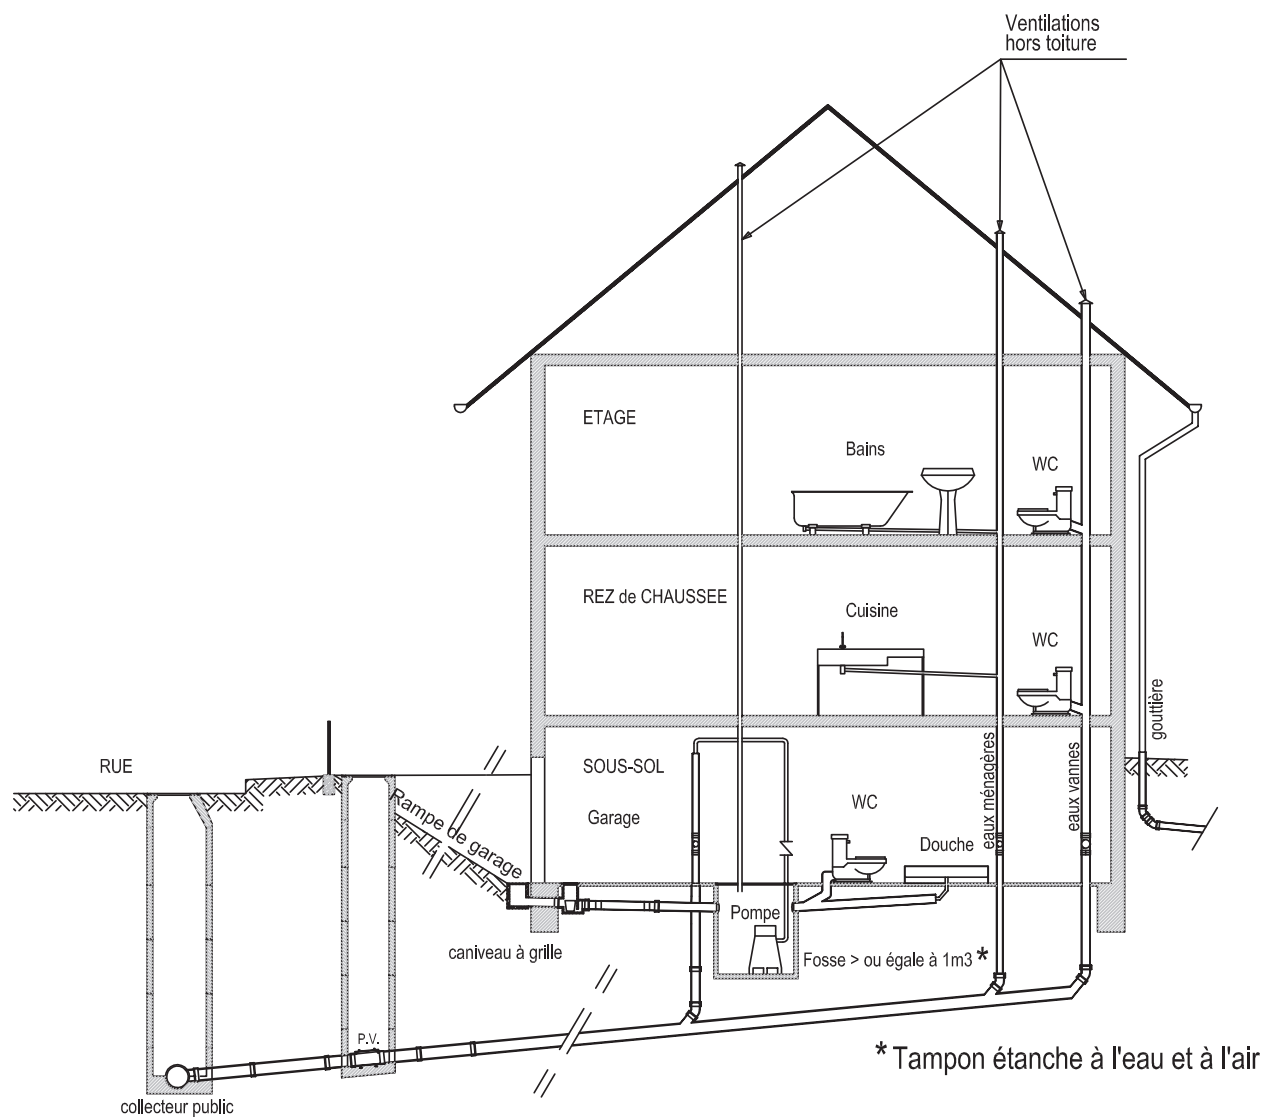 Ventilations
hors toiture
ETAGE
Bains
WC
REZ de CHAUSSEE
Cuisine
WC
gouttière
RUE
SOUS-SOL
Garage
WC
Douche
eaux ménagères
eaux vannes
Rampe de garage
Pompe
caniveau à grille
Fosse > ou égale à 1m3 *
P.V.
* Tampon étanche à l'eau et à l'air
collecteur public